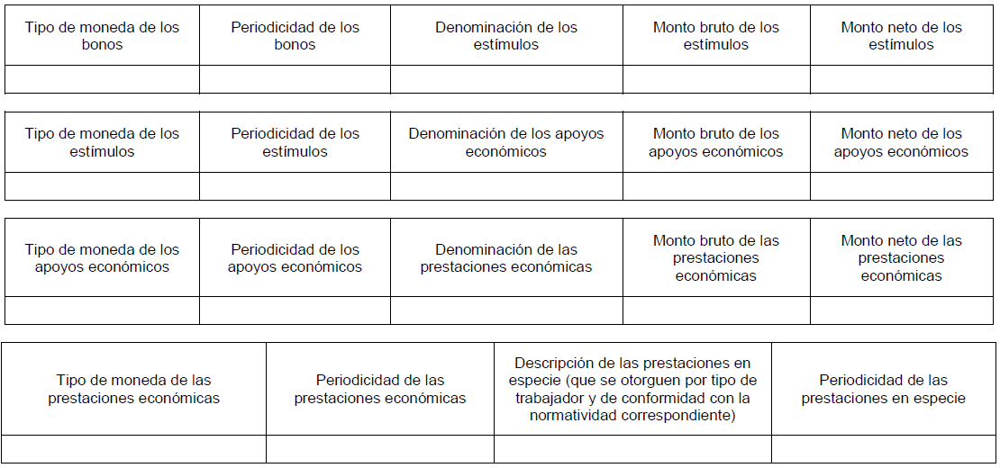 Tipo de moneda de los
bonos
Periodicidad de los
bonos
Denominación de los
estímulos
Monto bruto de los
estímulos
Monto neto de los
estímulos
Tipo de moneda de los
estímulos
Periodicidad de los
estímulos
Denominación de los apoyos
económicos
Monto bruto de los
apoyos económicos
Monto neto de los
apoyos económicos
Tipo de moneda de los
apoyos económicos
Periodicidad de los
apoyos económicos
Denominación de las
prestaciones económicas
Monto bruto de las
prestaciones
económicas
Monto neto de las
prestaciones
económicas
Tipo de moneda de las
prestaciones económicas
Periodicidad de las
prestaciones económicas
Descripción de las prestaciones en
especie (que se otorguen por tipo de
trabajador y de conformidad con la
normatividad correspondiente)
Periodicidad de las
prestaciones en especie